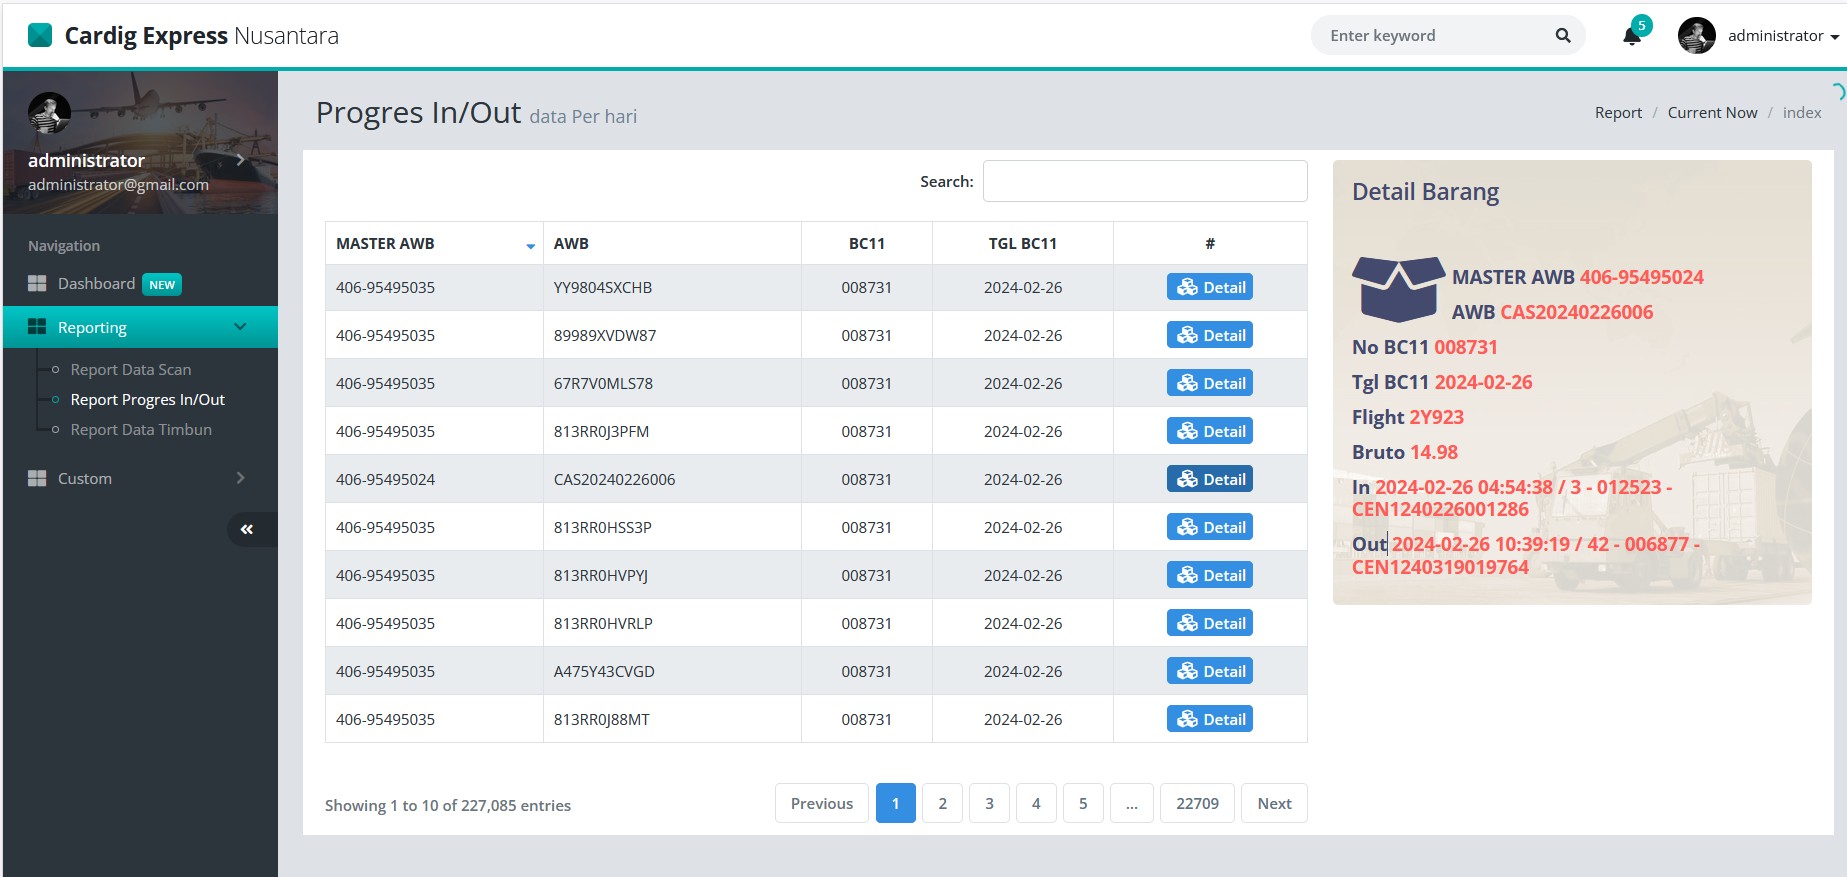 Cardig Express Nusantara
Enter keyword
5
administrator
administrator
administrator@gmail.com
Navigation
Dashboard NEW
Reporting
Report Data Scan
Report Progres In/Out
Report Data Timbun
Custom
Progres In/Out data Per hari
Report / Current Now / index
Search:
MASTER AWB AWB BC11 TGL BC11 #
406-95495035 YY9804SXCHB 008731 2024-02-26 Detail
406-95495035 89989XVDW87 008731 2024-02-26 Detail
406-95495035 67R7V0MLS78 008731 2024-02-26 Detail
406-95495035 813RR0J3PFM 008731 2024-02-26 Detail
406-95495024 CAS20240226006 008731 2024-02-26 Detail
406-95495035 813RR0HSS3P 008731 2024-02-26 Detail
406-95495035 813RR0HVPYJ 008731 2024-02-26 Detail
406-95495035 813RR0HVRLP 008731 2024-02-26 Detail
406-95495035 A475Y43CVGD 008731 2024-02-26 Detail
406-95495035 813RR0J88MT 008731 2024-02-26 Detail
Showing 1 to 10 of 227,085 entries
Previous 1 2 3 4 5 ... 22709 Next
Detail Barang
MASTER AWB 406-95495024
AWB CAS20240226006
No BC11 008731
Tgl BC11 2024-02-26
Flight 2Y923
Bruto 14.98
In 2024-02-26 04:54:38 / 3 - 012523 -
CEN1240226001286
Out 2024-02-26 10:39:19 / 42 - 006877 -
CEN1240319019764